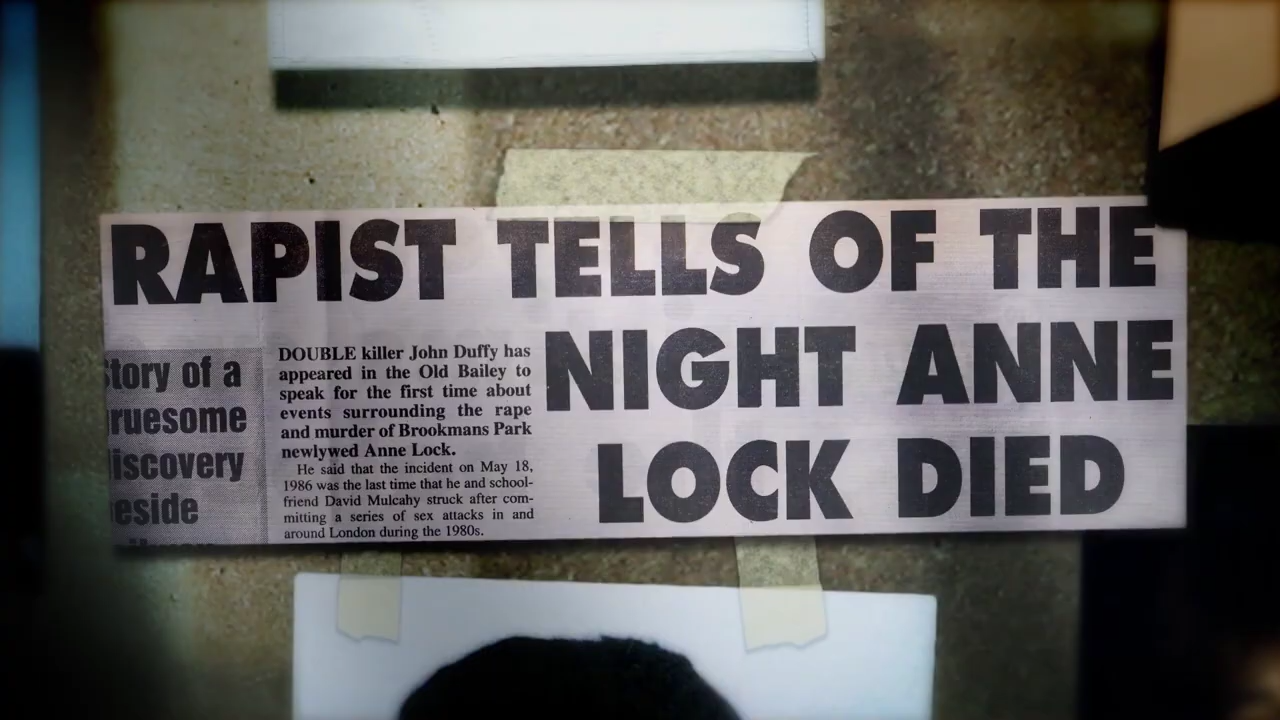 RAPIST TELLS OF THE
NIGHT ANNE
LOCK DIED
tory of a
ruesome
iscovery
eside
DOUBLE killer John Duffy has
appeared in the Old Bailey to
speak for the first time about
events surrounding the rape
and murder of Brookmans Park
newlywed Anne Lock.
He said that the incident on May 18,
1986 was the last time that he and school-
friend David Mulcahy struck after com-
mitting a series of sex attacks in and
around London during the 1980s.